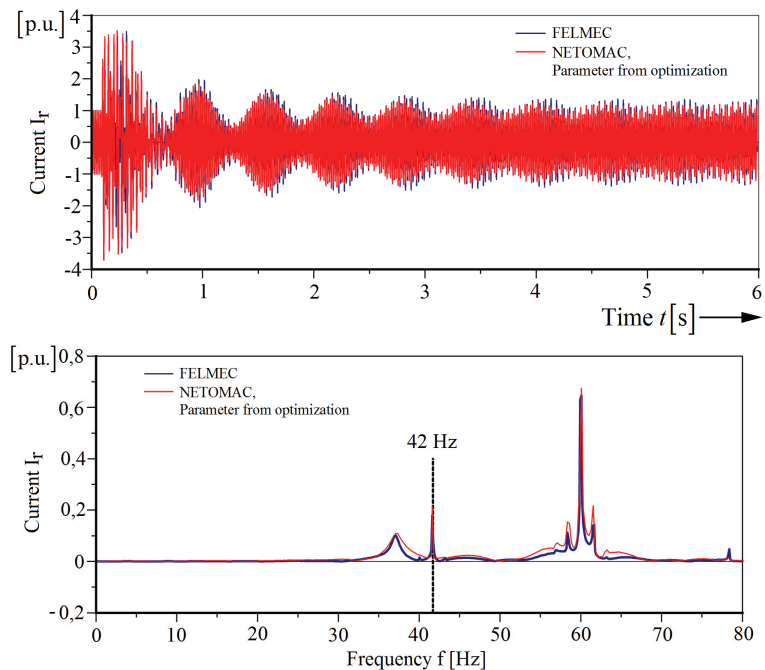 [p.u.]
4
3
2
1
0
-1
-2
-3
-4
Current Ir
FELMEC
NETOMAC,
Parameter from optimization
0 1 2 3 4 5 6
Time t[s]
[p.u.]
0,8
0,6
0,4
0,2
0
-0,2
Current Ir
FELMEC
NETOMAC,
Parameter from optimization
42 Hz
0 10 20 30 40 50 60 70 80
Frequency f [Hz]